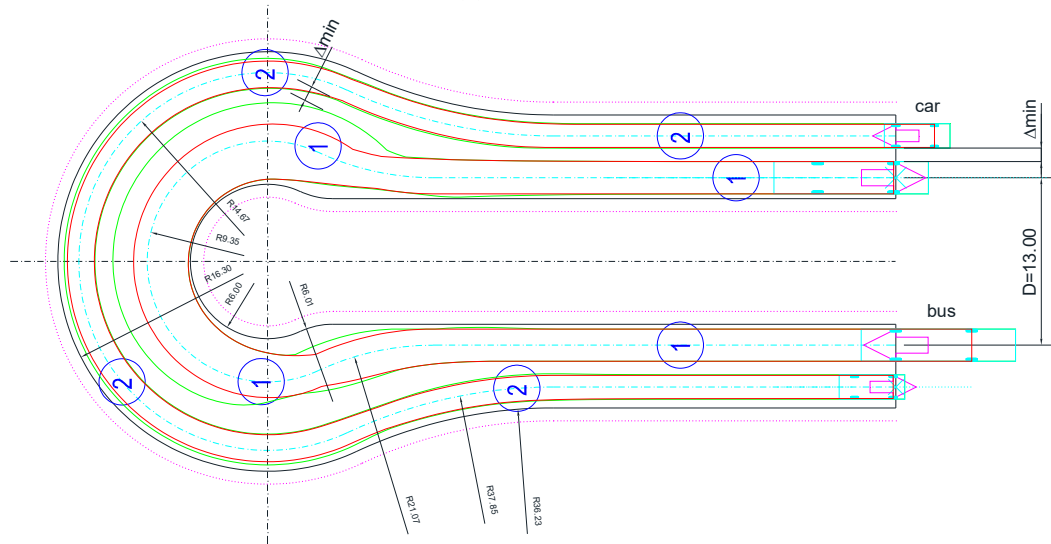 Δmin
2
1
car
2
Δmin
1
R14.67
R9.35
R16.30
R6.00
R6.01
D=13.00
bus
1
2
1
2
R21.07
R37.85
R36.23